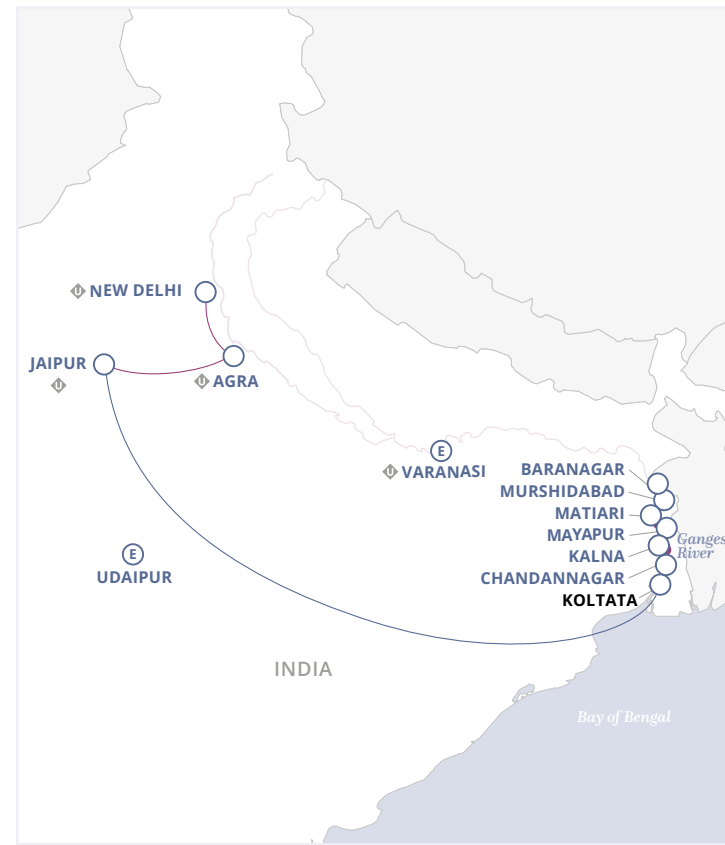 U NEW DELHI
JAIPUR
U
U AGRA
E
U VARANASI
BARANAGAR
MURSHIDABAD
MATIARI
MAYAPUR
KALNA
CHANDANNAGAR
KOLTATA
Ganges
River
E
UDAIPUR
INDIA
Bay of Bengal